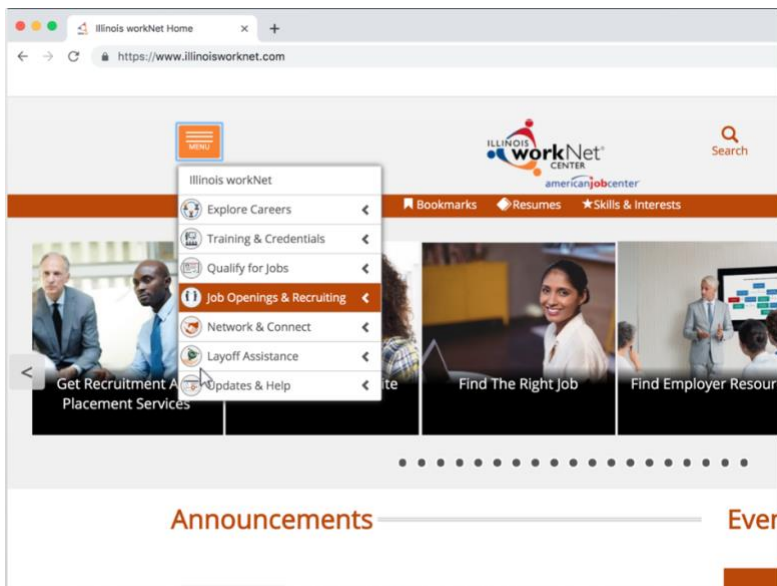 Illinois workNet Home
https://www.illinoisworknet.com
MENU
ILLINOIS
workNet®
CENTER
americanjobcenter
Search
Illinois workNet
Explore Careers
Training & Credentials
Qualify for Jobs
Job Openings & Recruiting
Network & Connect
Layoff Assistance
Updates & Help
Bookmarks
Resumes
Skills & Interests
Get Recruitment
Placement Services
Find The Right Job
Find Employer Resour
Announcements
Even